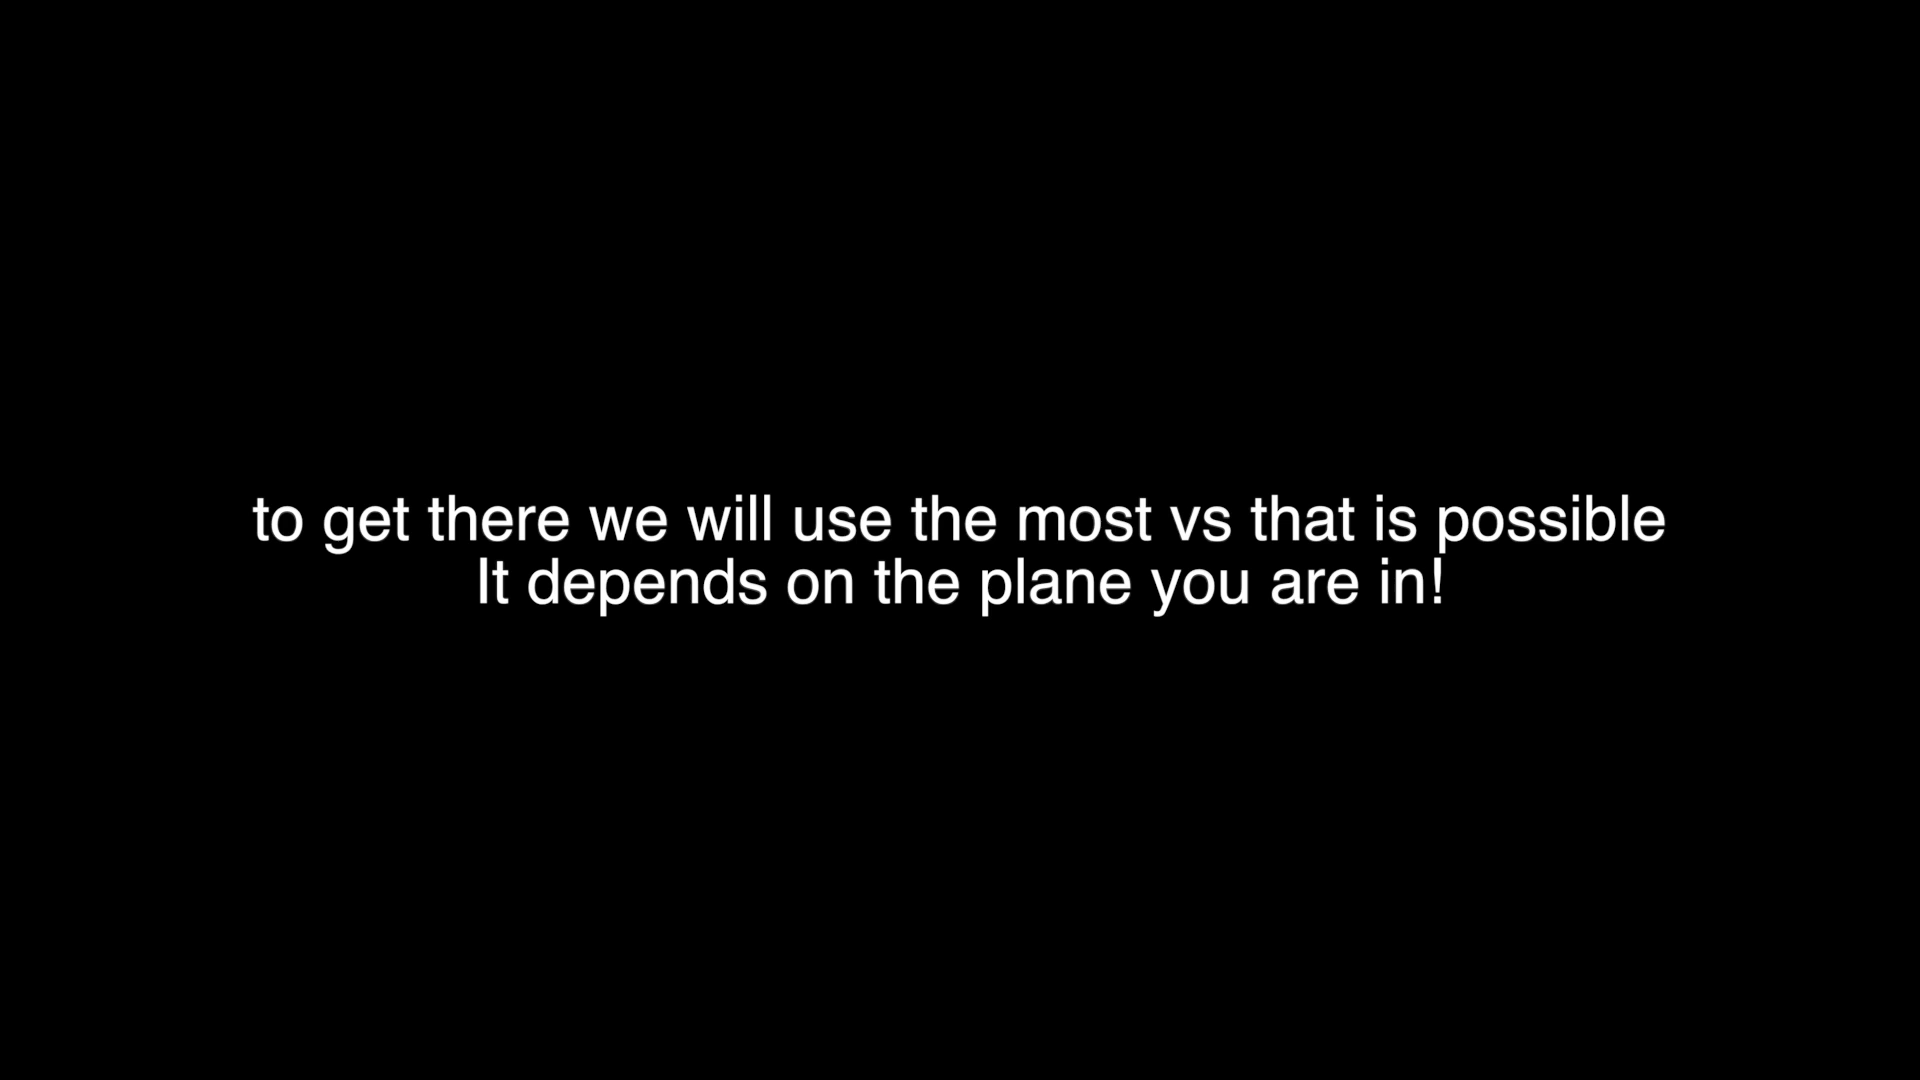 to get there we will use the most vs that is possible
It depends on the plane you are in!